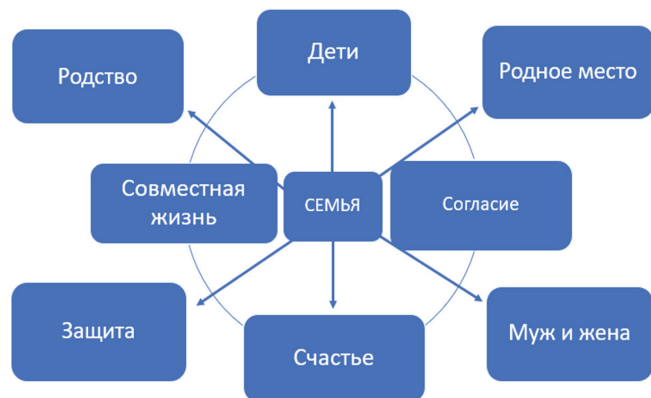 Дети
Родство
Родное место
Совместная
жизнь
СЕМЬЯ
Согласие
Защита
Счастье
Муж и жена